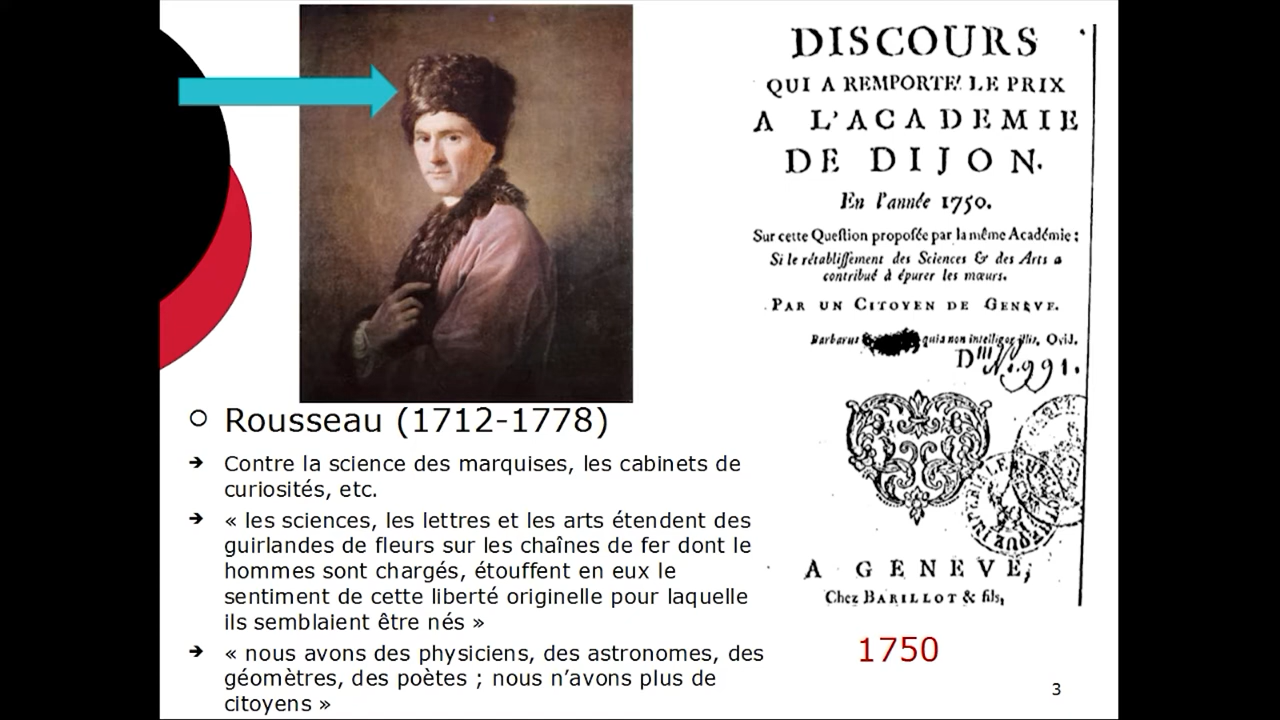 Rousseau (1712-1778)
Contre la science des marquises, les cabinets de
curiosités, etc.
« les sciences, les lettres et les arts étendent des
guirlandes de fleurs sur les chaînes de fer dont le
hommes sont chargés, étouffent en eux le
sentiment de cette liberté originelle pour laquelle
ils semblaient être nés »
« nous avons des physiciens, des astronomes, des
géomètres, des poètes ; nous n’avons plus de
citoyens »
DISCOURS
QUI A REMPORTE' LE PRIX
A L'ACADEMIE
DE DIJON.
En l'année 1750.
Sur cette Queſtion propoſée par la même Académie :
Si le rétabliſſement des Sciences & des Arts a
contribué à épurer les mœurs.
PAR UN CITOYEN DE GENEVE.
Barbarus quia non intelligor illis, Ovid.
D N. 991.
A GENEVE,
Chez BARILLOT & fils,
1750
3